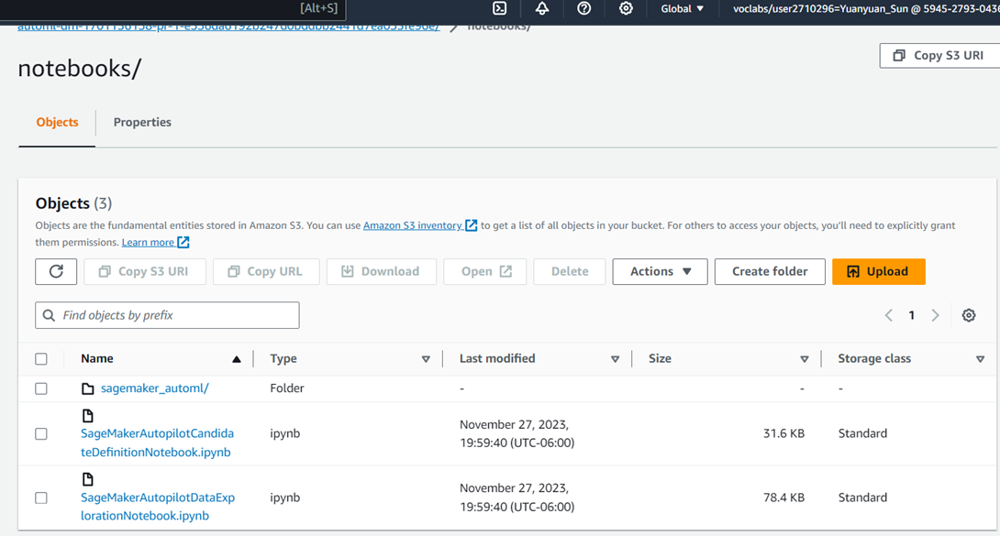 [Alt+S]
Global ▼
voclabs/user2710296=Yuanyuan_Sun @ 5945-2793-0436
notebooks/
notebooks/
Copy S3 URI
Objects
Properties
Objects (3)
Objects are the fundamental entities stored in Amazon S3. You can use Amazon S3 inventory to get a list of all objects in your bucket. For others to access your objects, you'll need to explicitly grant
them permissions. Learn more
Copy S3 URI
Copy URL
Download
Open
Delete
Actions ▼
Create folder
Upload
Find objects by prefix
1
Name
Type
Last modified
Size
Storage class
sagemaker_automl/
Folder
-
-
-
SageMakerAutopilotCandida
teDefinitionNotebook.ipynb
ipynb
November 27, 2023,
19:59:40 (UTC-06:00)
31.6 KB
Standard
SageMakerAutopilotDataExp
lorationNotebook.ipynb
ipynb
November 27, 2023,
19:59:40 (UTC-06:00)
78.4 KB
Standard